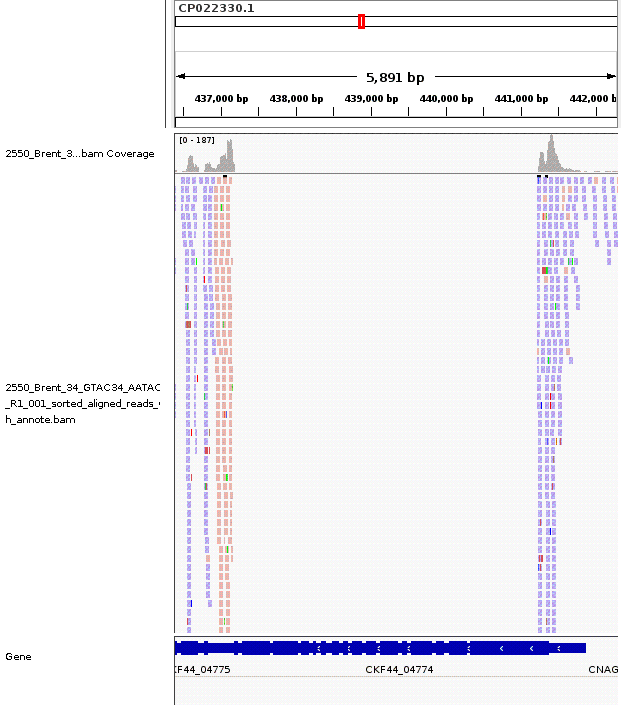 CP022330.1
5,891 bp
437,000 bp 438,000 bp 439,000 bp 440,000 bp 441,000 bp 442,000 b
[0 - 187]
2550_Brent_3...bam Coverage
2550_Brent_34_GTAC34_AATAC
_R1_001_sorted_aligned_reads_
h_annote.bam
Gene
KF44_04775 CKF44_04774 CNAG